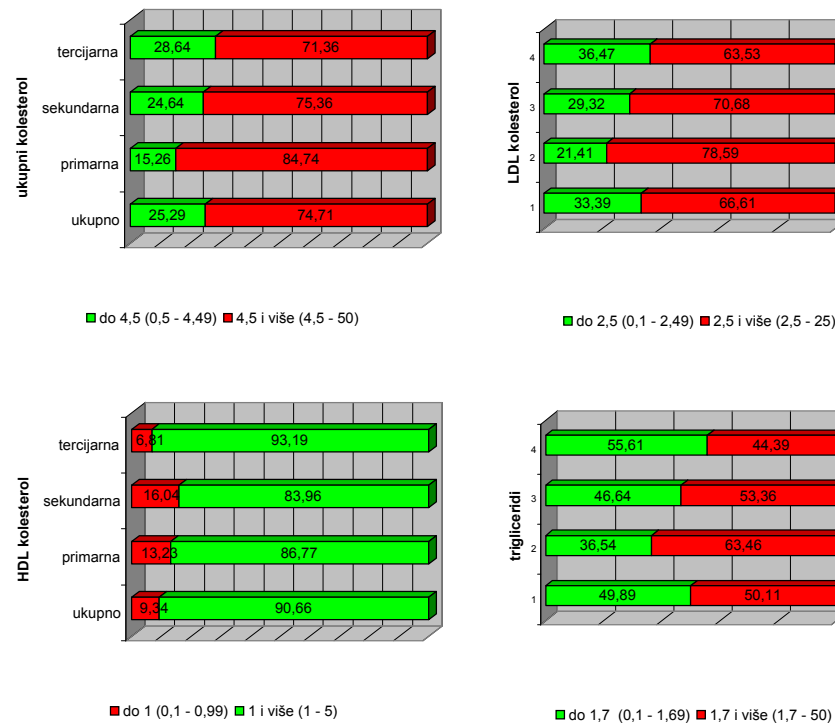 ukupni kolesterol
tercijarna 28,64 71,36
sekundarna 24,64 75,36
primarna 15,26 84,74
ukupno 25,29 74,71
do 4,5 (0,5 - 4,49) 4,5 i više (4,5 - 50)
LDL kolesterol
4 36,47 63,53
3 29,32 70,68
2 21,41 78,59
1 33,39 66,61
do 2,5 (0,1 - 2,49) 2,5 i više (2,5 - 25)
HDL kolesterol
tercijarna 6,81 93,19
sekundarna 16,04 83,96
primarna 13,23 86,77
ukupno 9,34 90,66
do 1 (0,1 - 0,99) 1 i više (1 - 5)
trigliceridi
4 55,61 44,39
3 46,64 53,36
2 36,54 63,46
1 49,89 50,11
do 1,7 (0,1 - 1,69) 1,7 i više (1,7 - 50)